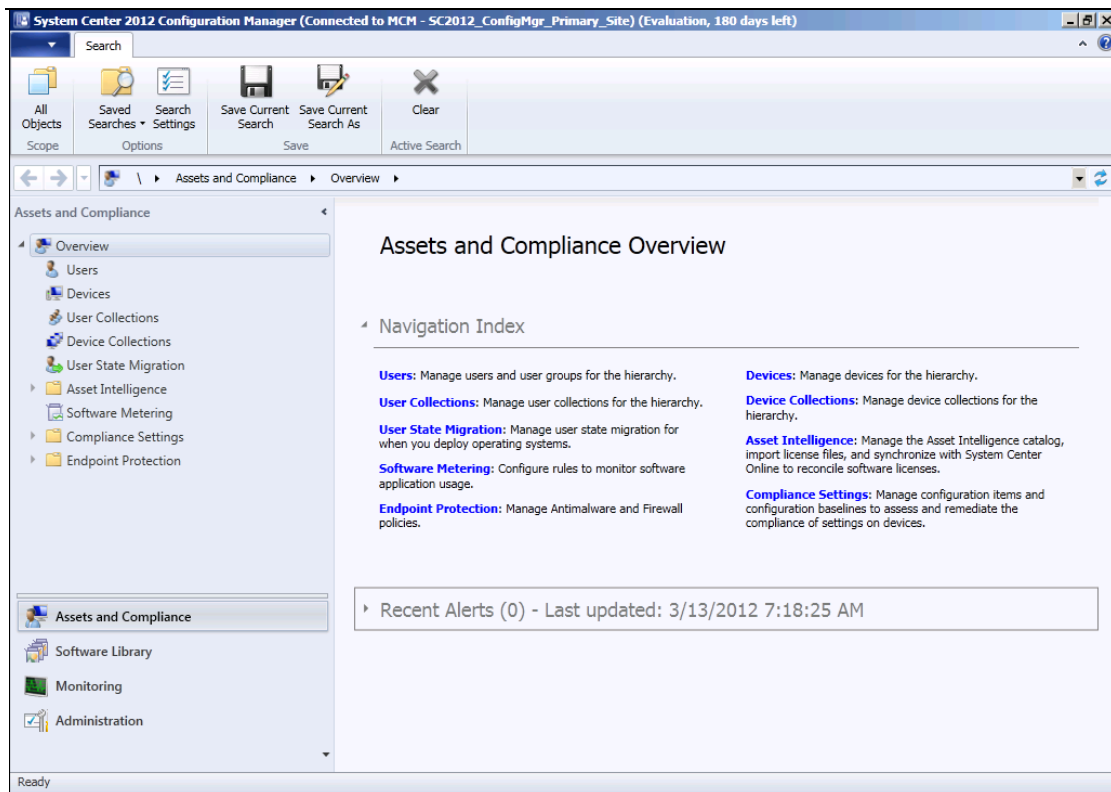 System Center 2012 Configuration Manager (Connected to MCM - SC2012_ConfigMgr_Primary_Site) (Evaluation, 180 days left)
Search
All Objects
Saved Searches
Search Settings
Save Current Search
Save Current Search As
Clear
Scope
Options
Save
Active Search
\ Assets and Compliance Overview
Assets and Compliance
Overview
Users
Devices
User Collections
Device Collections
User State Migration
Asset Intelligence
Software Metering
Compliance Settings
Endpoint Protection
Assets and Compliance
Software Library
Monitoring
Administration
Assets and Compliance Overview
Navigation Index
Users: Manage users and user groups for the hierarchy.
User Collections: Manage user collections for the hierarchy.
User State Migration: Manage user state migration for
when you deploy operating systems.
Software Metering: Configure rules to monitor software
application usage.
Endpoint Protection: Manage Antimalware and Firewall
policies.
Devices: Manage devices for the hierarchy.
Device Collections: Manage device collections for the
hierarchy.
Asset Intelligence: Manage the Asset Intelligence catalog,
import license files, and synchronize with System Center
Online to reconcile software licenses.
Compliance Settings: Manage configuration items and
configuration baselines to assess and remediate the
compliance of settings on devices.
Recent Alerts (0) - Last updated: 3/13/2012 7:18:25 AM
Ready